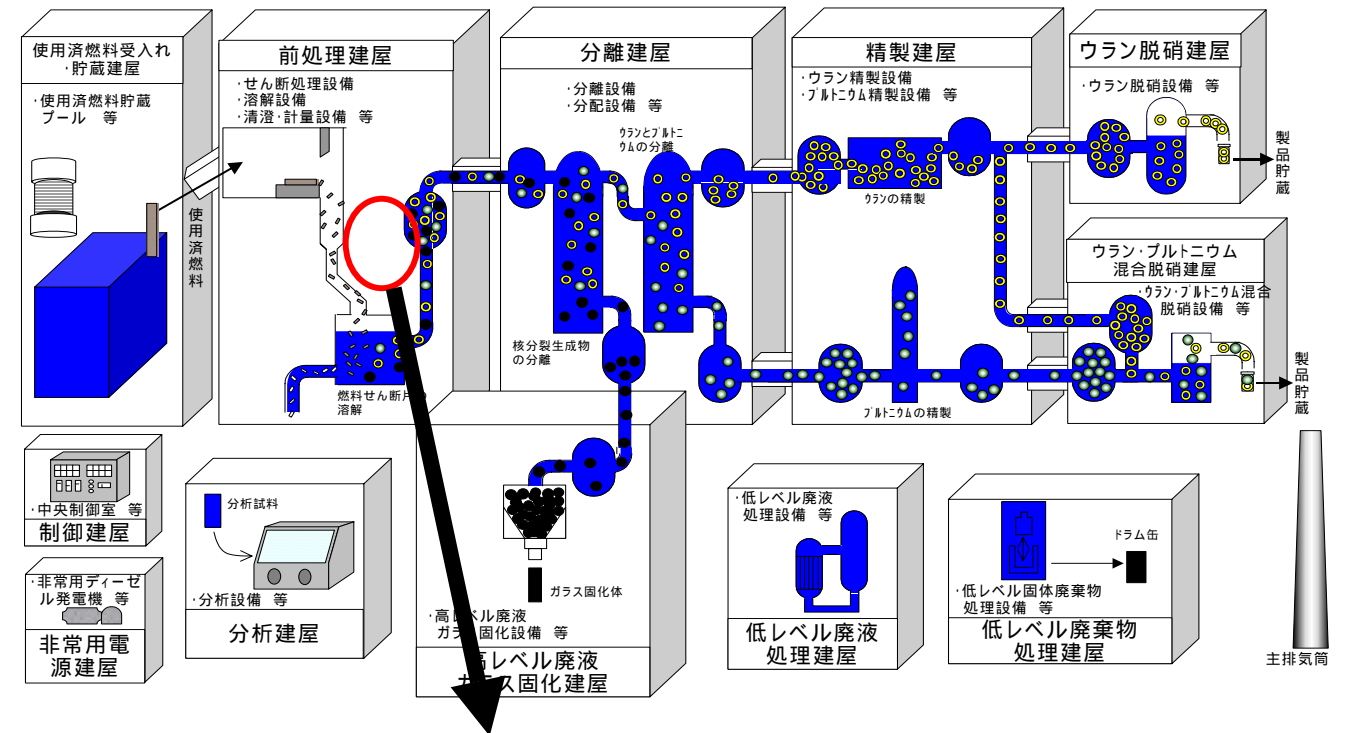 使用済燃料受入れ
・貯蔵建屋
・使用済燃料貯蔵
プール 等
使用済燃料
前処理建屋
・せん断処理設備
・溶解設備
・清澄・計量設備 等
燃料せん断片
溶解
分離建屋
・分離設備
・分配設備 等
ウランとプルトニ
ウムの分離
核分裂生成物
の分離
精製建屋
・ウラン精製設備
・プルトニウム精製設備 等
ウランの精製
プルトニウムの精製
ウラン脱硝建屋
・ウラン脱硝設備 等
製品貯蔵
ウラン・プルトニウム
混合脱硝建屋
・ウラン・プルトニウム混合
脱硝設備 等
製品貯蔵
・中央制御室 等
制御建屋
・非常用ディーゼ
ル発電機 等
非常用電
源建屋
分析試料
・分析設備 等
分析建屋
ガラス固化体
・高レベル廃液
ガラス固化設備 等
高レベル廃液
ガラス固化建屋
・低レベル廃液
処理設備 等
低レベル廃液
処理建屋
ドラム缶
・低レベル固体廃棄物
処理設備 等
低レベル廃棄物
処理建屋
主排気筒